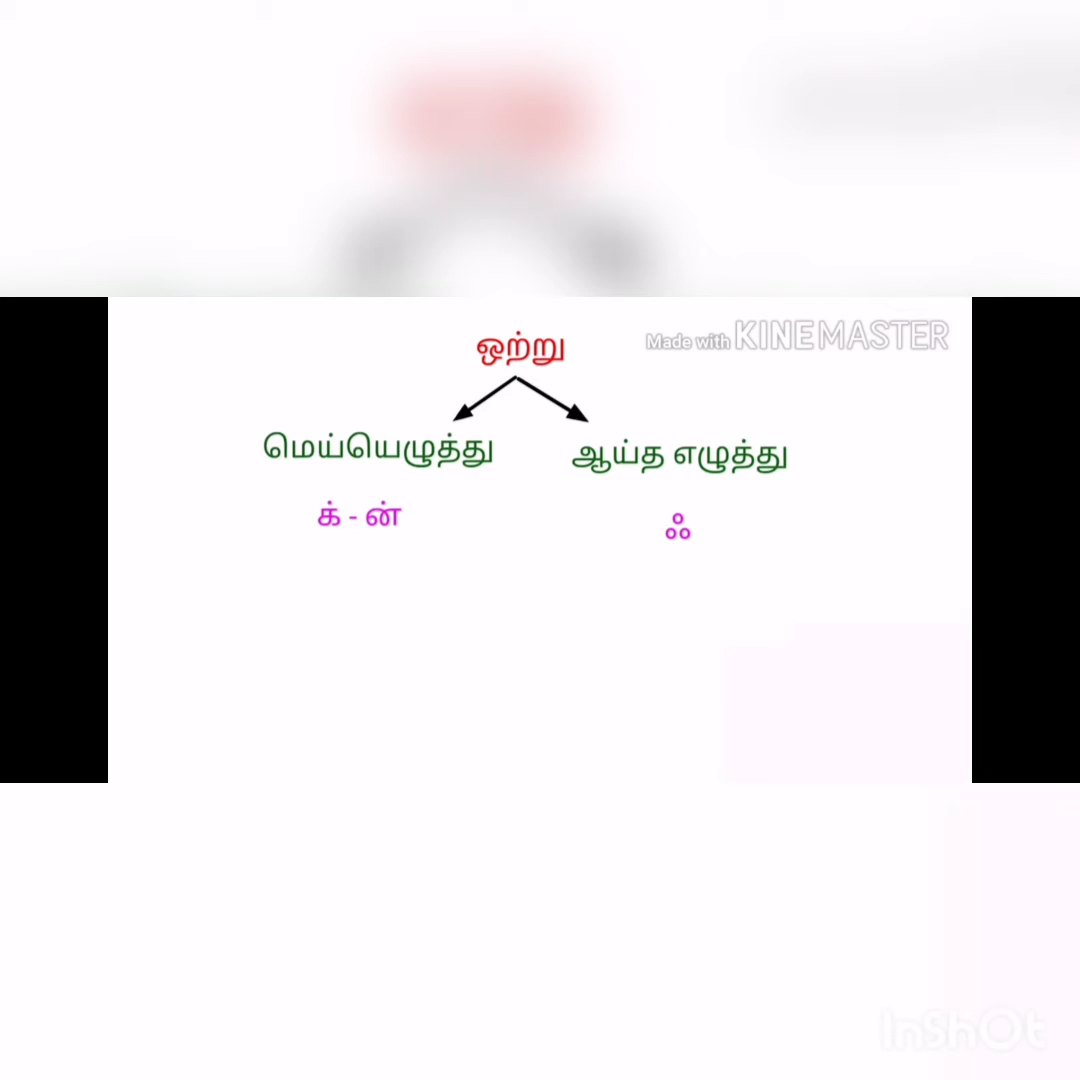 ஒற்று
Made with KINEMASTER
மெய்யெழுத்து
ஆய்த எழுத்து
க் - ன்
ஃ
InShOt